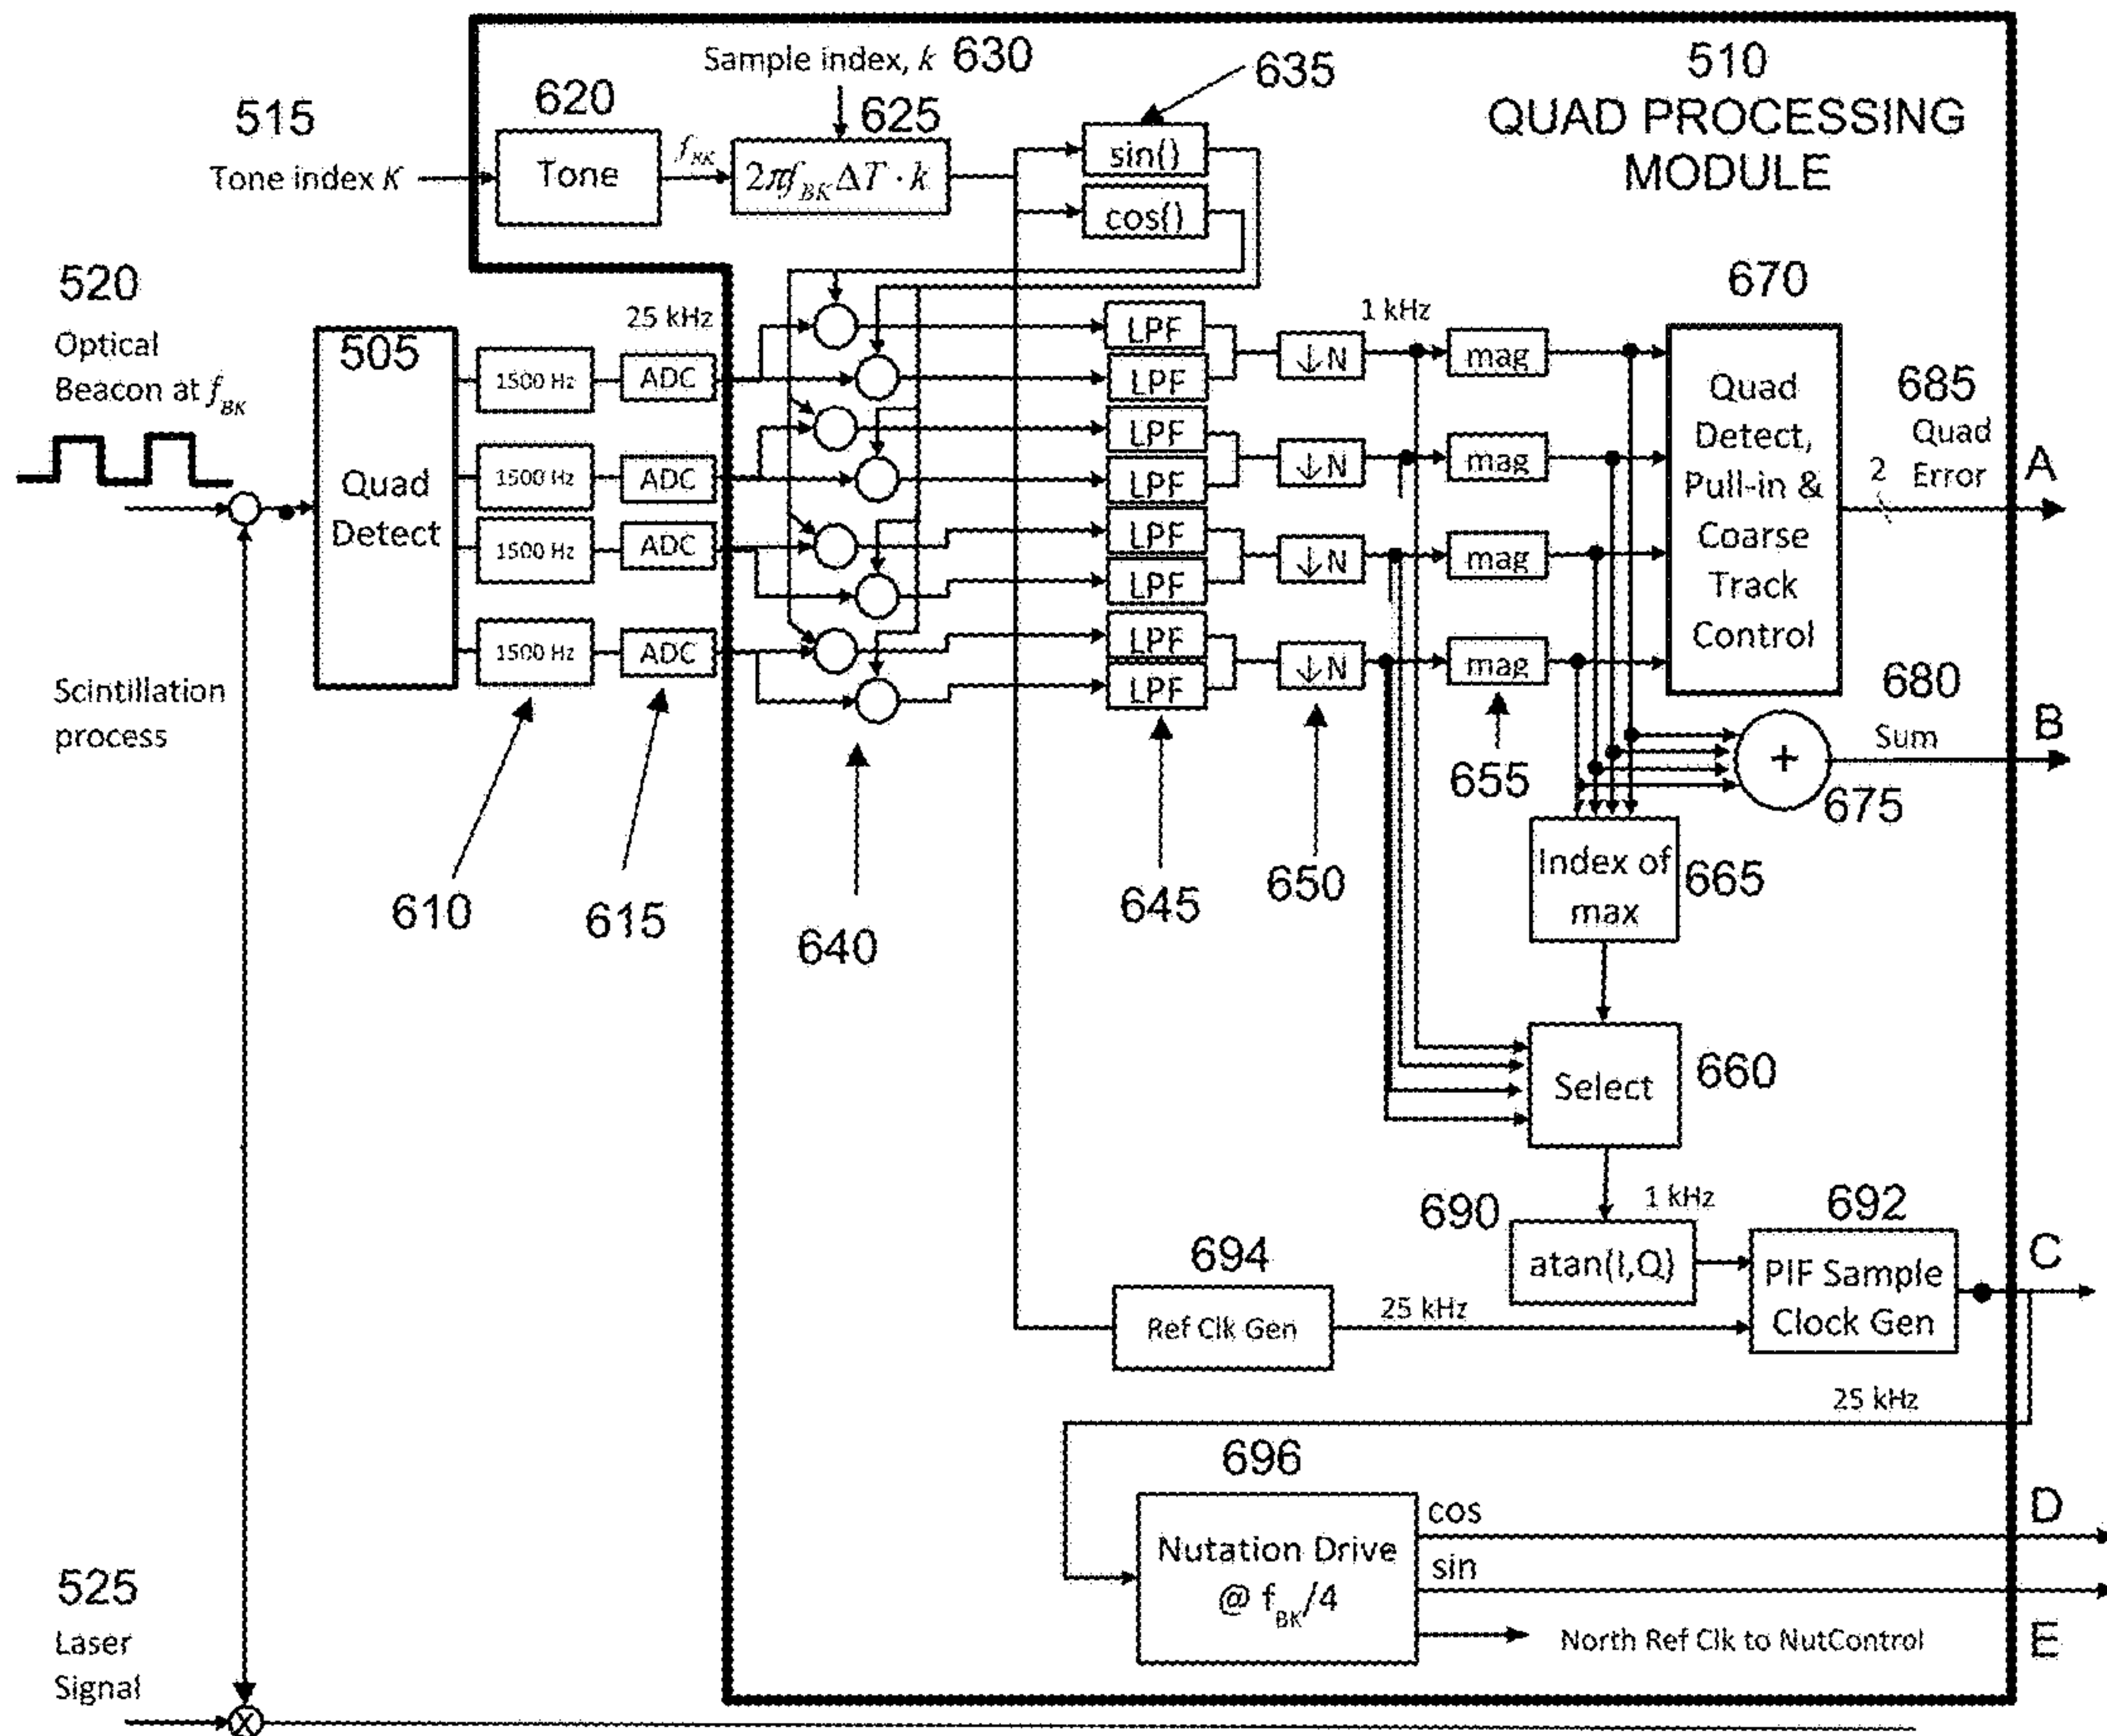 Sample index, k 630
635
510
QUAD PROCESSING
MODULE
515
620
625
Tone index K
Tone
f_BK
2πf_BK ΔT · k
sin()
cos()
520
Optical
Beacon at f_BK
505
Quad
Detect
25 kHz
1500 Hz
ADC
1500 Hz
ADC
1500 Hz
ADC
1500 Hz
ADC
LPF
LPF
LPF
LPF
LPF
LPF
LPF
LPF
↓N
↓N
↓N
↓N
1 kHz
mag
mag
mag
mag
670
Quad
Detect,
Pull-in &
Coarse
Track
Control
685
Quad
Error
2
A
Scintillation
process
680
Sum
B
+
675
610
615
640
645
650
655
Index of
max
665
Select
660
690
1 kHz
692
atan(I,Q)
PIF Sample
Clock Gen
C
694
Ref Clk Gen
25 kHz
25 kHz
696
Nutation Drive
@ f_BK/4
cos
D
sin
North Ref Clk to NutControl
E
525
Laser
Signal
X